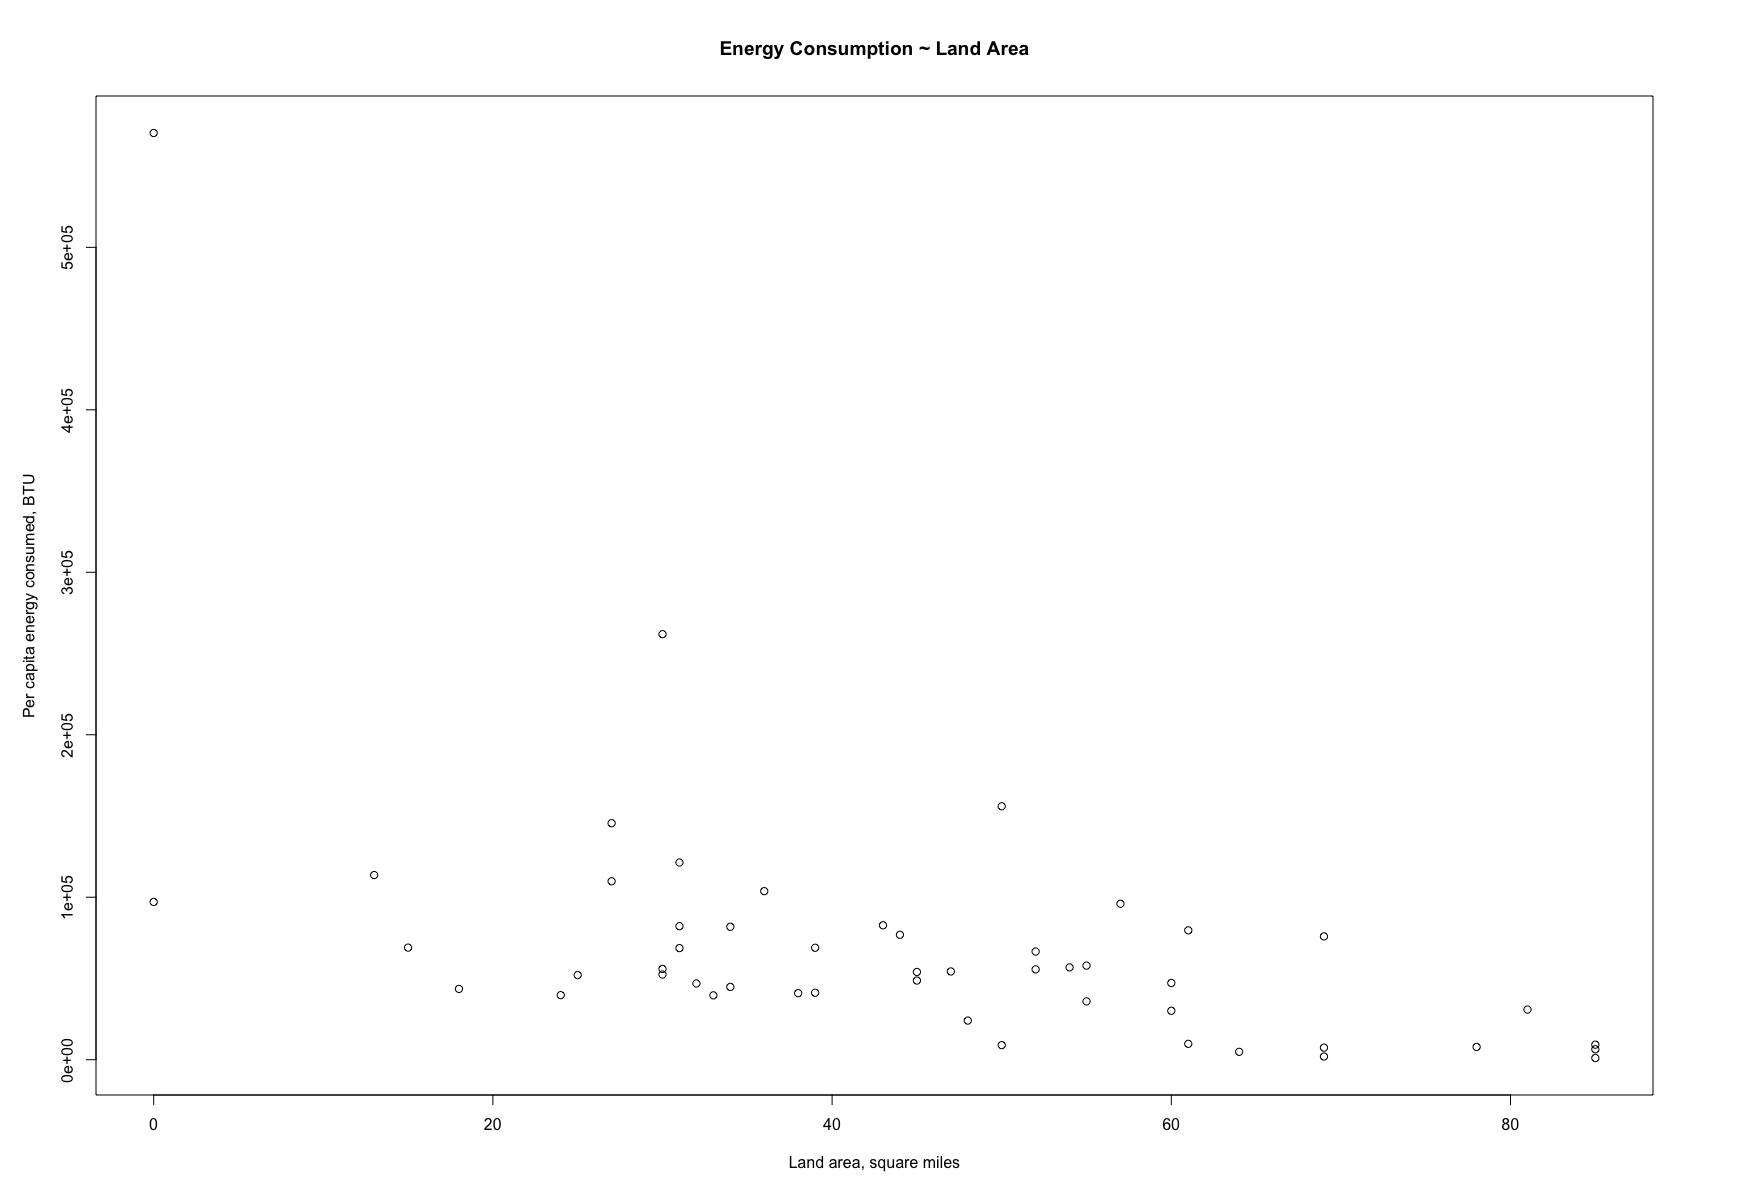 Energy Consumption ~ Land Area
5e+05
4e+05
3e+05
2e+05
1e+05
0e+00
Per capita energy consumed, BTU
0 20 40 60 80
Land area, square miles